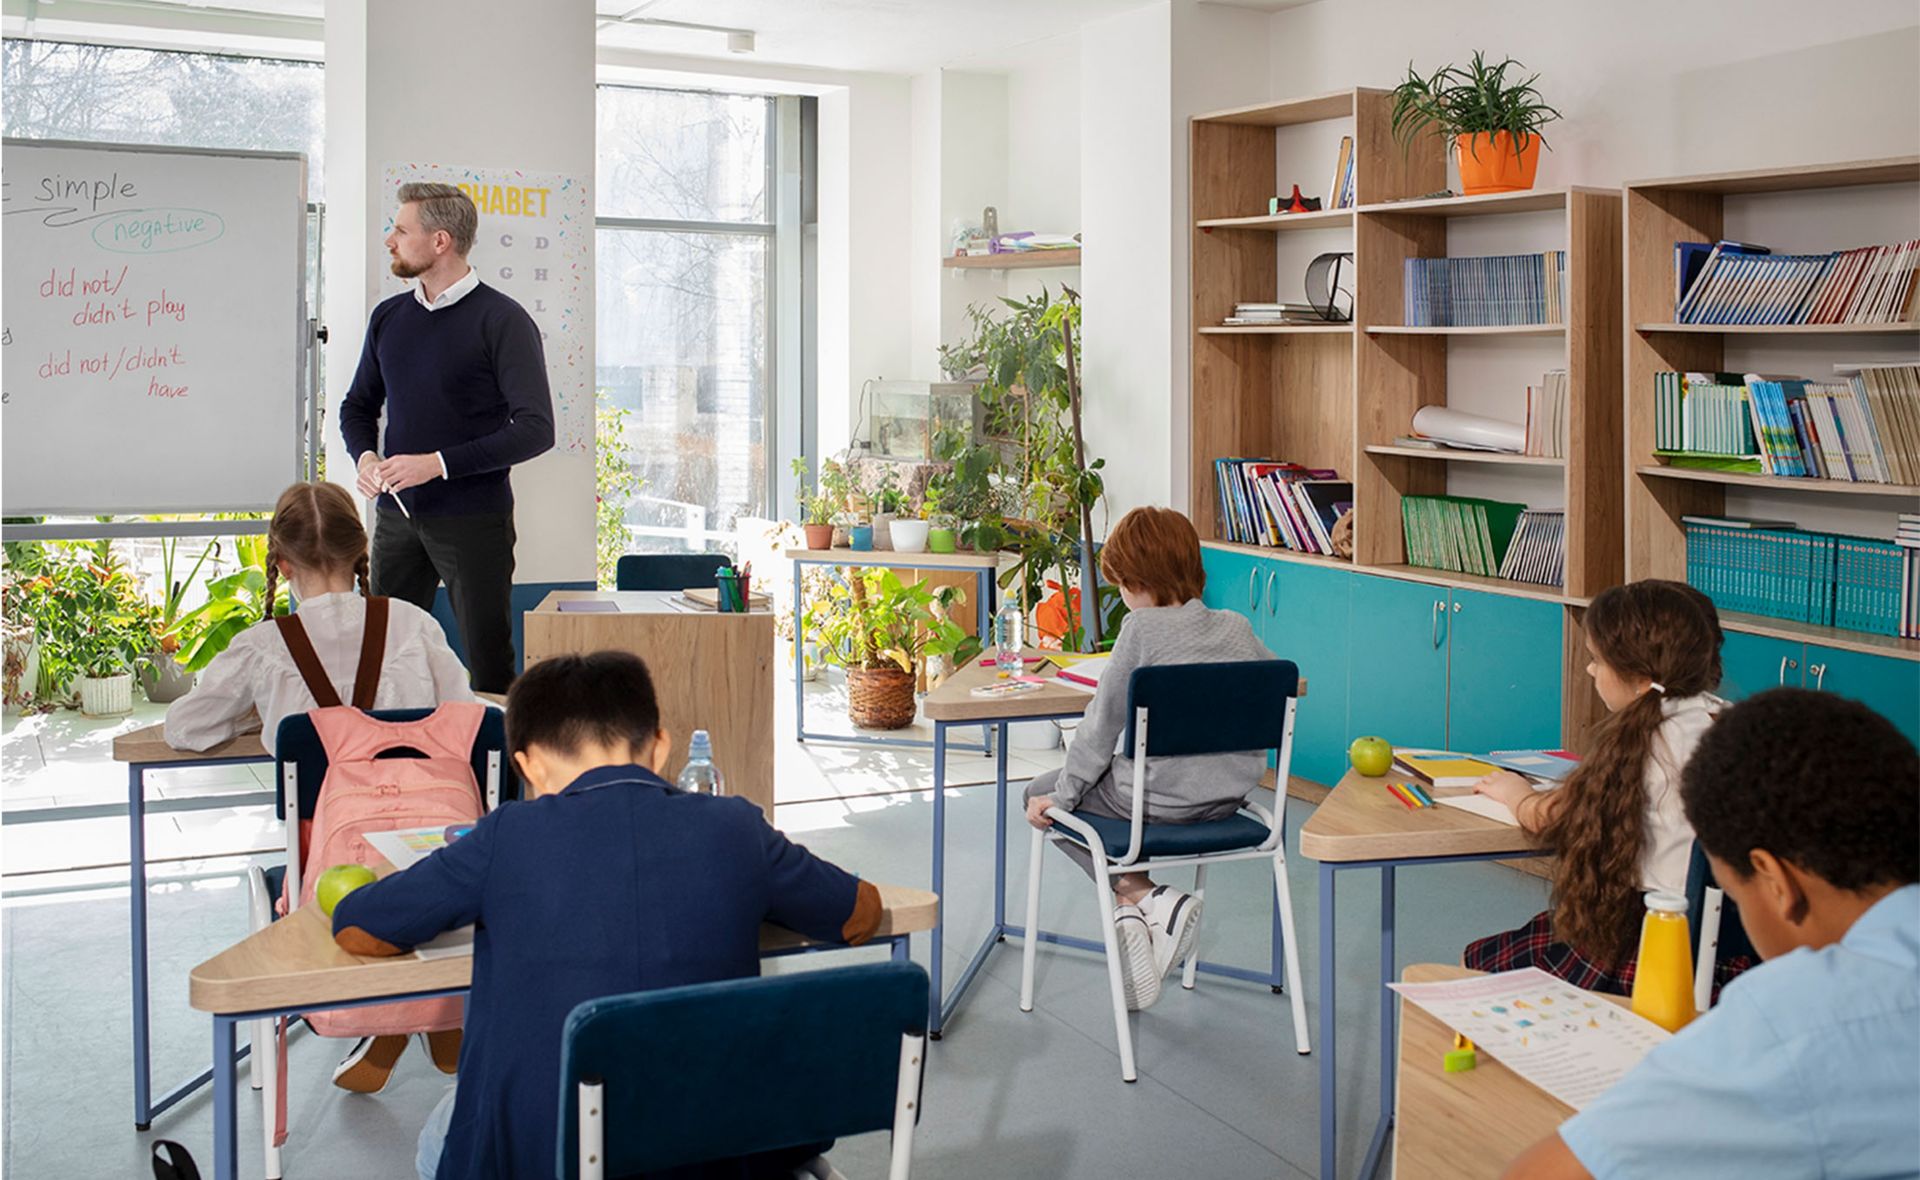 simple
negative
did not/
didn't play
did not/didn't
have
PHABET
C D
G H
L